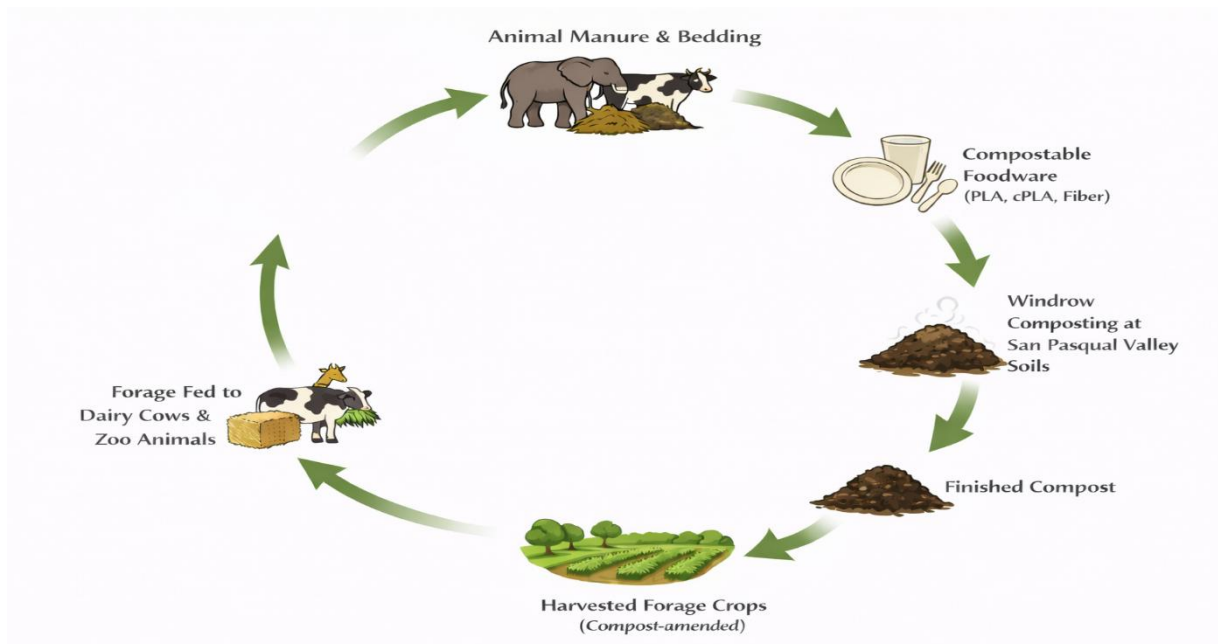 Animal Manure & Bedding
Compostable
Foodware
(PLA, cPLA, Fiber)
Windrow
Composting at
San Pasqual Valley
Soils
Finished Compost
Harvested Forage Crops
(Compost-amended)
Forage Fed to
Dairy Cows &
Zoo Animals